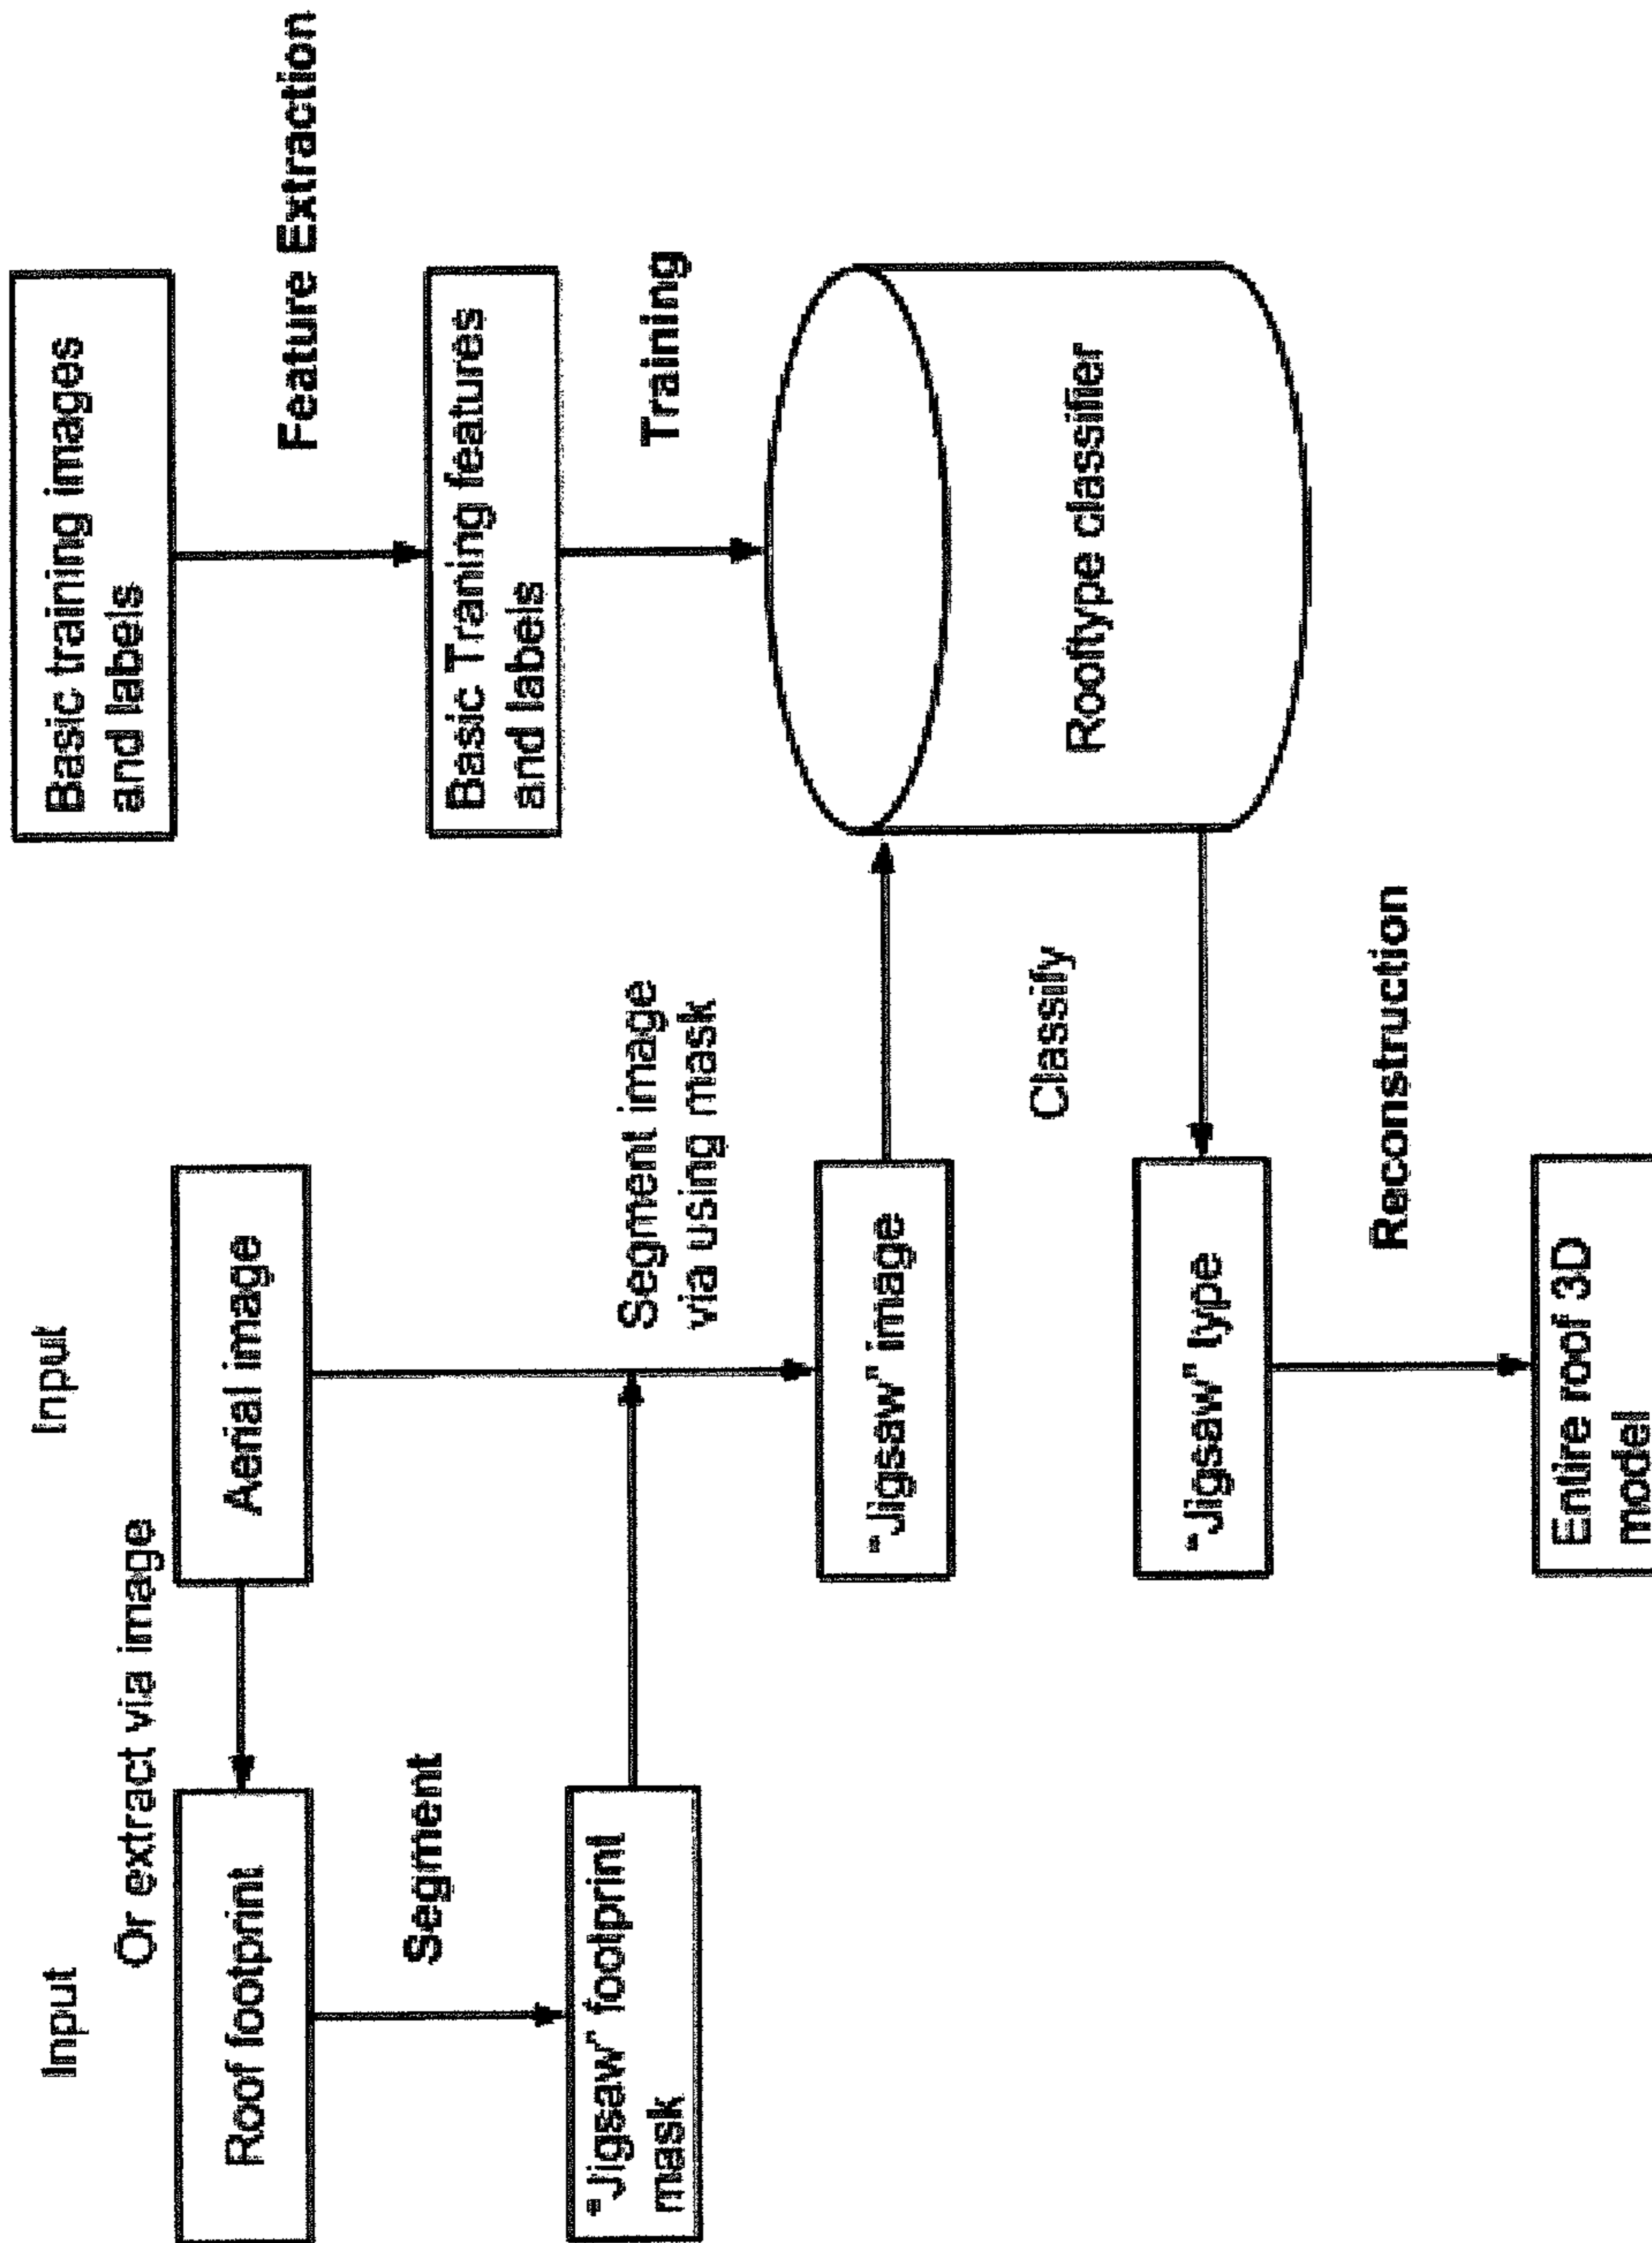 Input
Input
Or extract via image
Roof footprint
Aerial image
Basic training images
and labels
Feature Extraction
Segment
Basic Traning features
and labels
"Jigsaw" footprint
mask
Segment image
via using mask
Training
"Jigsaw" image
Rooftype classifier
Classify
"Jigsaw" type
Reconstruction
Entire rof 3D
model